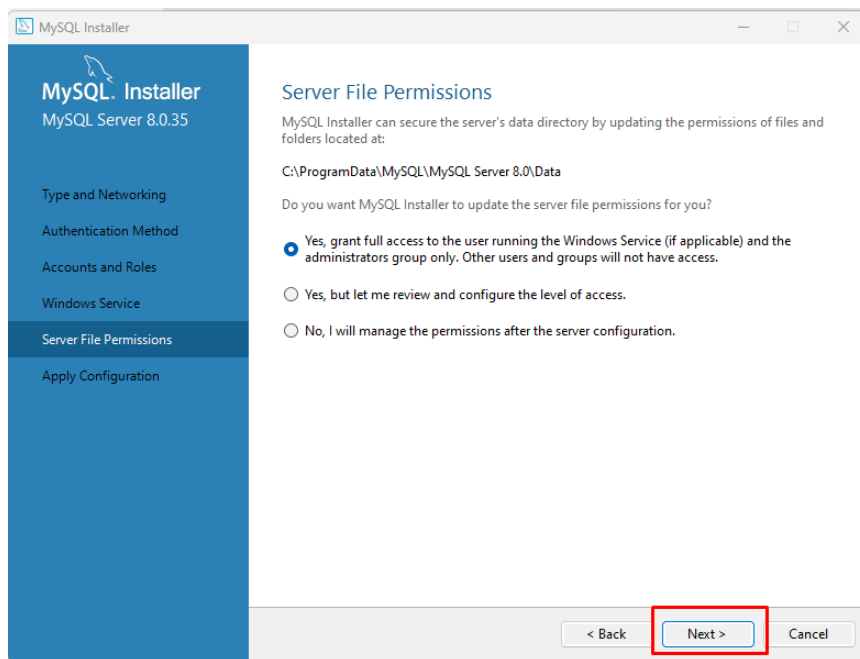 MySQL Installer
MySQL. Installer
MySQL Server 8.0.35
Type and Networking
Authentication Method
Accounts and Roles
Windows Service
Server File Permissions
Apply Configuration
Server File Permissions
MySQL Installer can secure the server's data directory by updating the permissions of files and
folders located at:
C:\ProgramData\MySQL\MySQL Server 8.0\Data
Do you want MySQL Installer to update the server file permissions for you?
Yes, grant full access to the user running the Windows Service (if applicable) and the
administrators group only. Other users and groups will not have access.
Yes, but let me review and configure the level of access.
No, I will manage the permissions after the server configuration.
< Back
Next >
Cancel